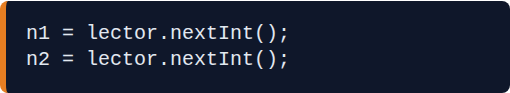 n1 = lector.nextInt();
n2 = lector.nextInt();